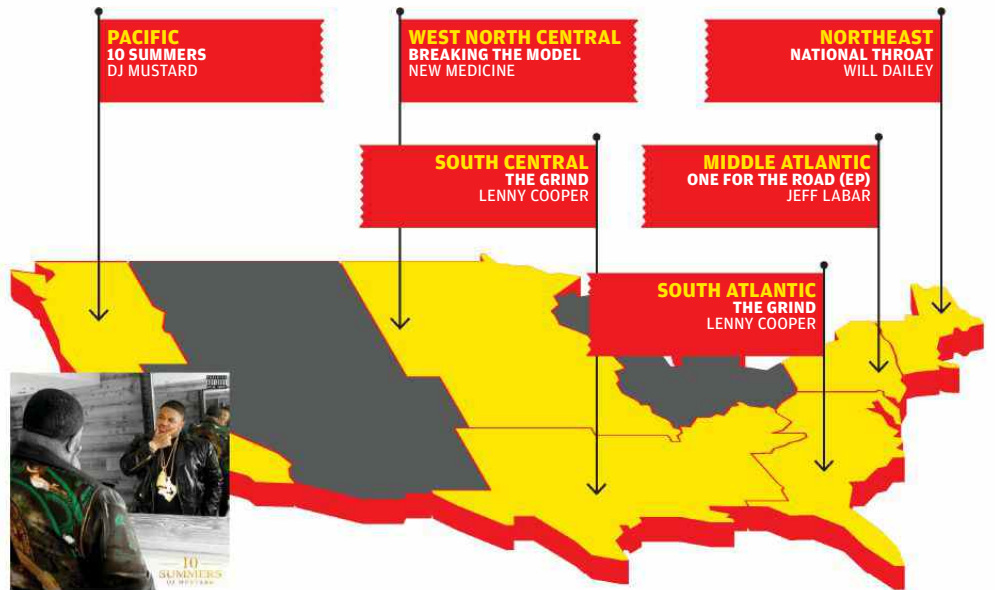 PACIFIC
10 SUMMERS
DJ MUSTARD
WEST NORTH CENTRAL
BREAKING THE MODEL
NEW MEDICINE
NORTHEAST
NATIONAL THROAT
WILL DAILEY
SOUTH CENTRAL
THE GRIND
LENNY COOPER
MIDDLE ATLANTIC
ONE FOR THE ROAD (EP)
JEFF LABAR
SOUTH ATLANTIC
THE GRIND
LENNY COOPER
10
SUMMERS
DJ MUSTARD